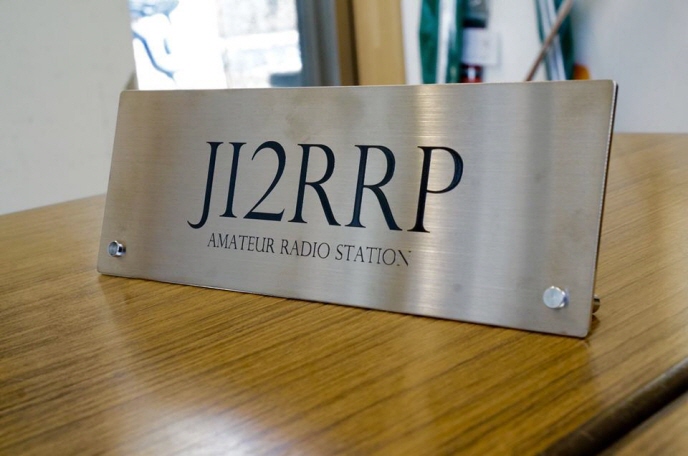 JI2RRP
AMATEUR RADIO STATION